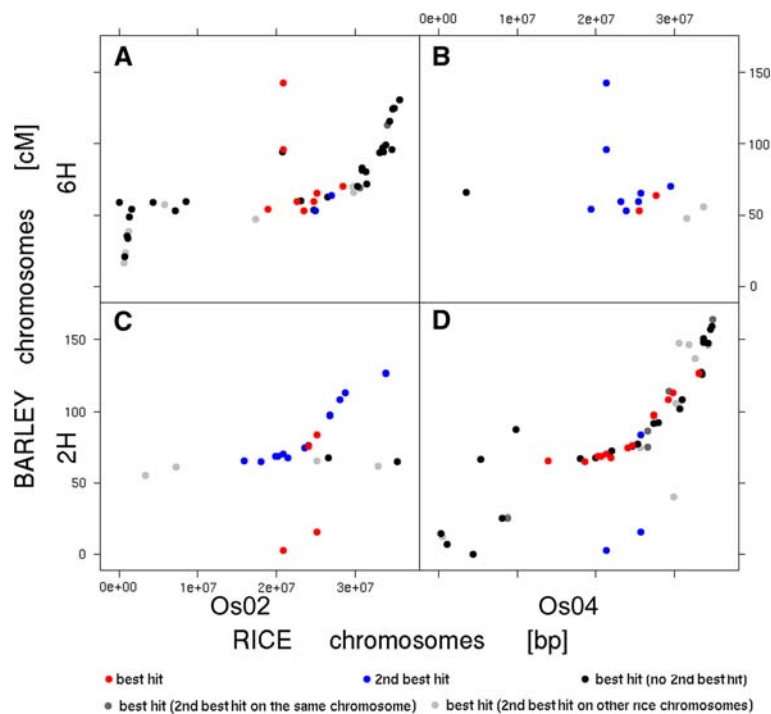 0e+00 1e+07 2e+07 3e+07
A
B
150
100
50
0
6H
[cM]
C
D
150
100
50
0
2H
BARLEY chromosomes
0e+00 1e+07 2e+07 3e+07
Os02 Os04
RICE chromosomes [bp]
best hit 2nd best hit best hit (no 2nd best hit)
best hit (2nd best hit on the same chromosome) best hit (2nd best hit on other rice chromosomes)